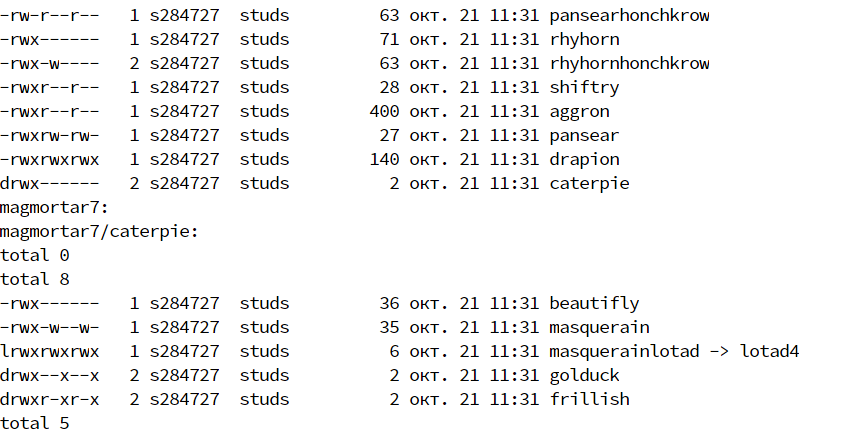 -rw-r--r--   1 s284727  studs         63 окт. 21 11:31 pansearhonchkrow
-rwx------   1 s284727  studs         71 окт. 21 11:31 rhyhorn
-rwx-w----   2 s284727  studs         63 окт. 21 11:31 rhyhornhonchkrow
-rwxr--r--   1 s284727  studs         28 окт. 21 11:31 shiftry
-rwxr--r--   1 s284727  studs        400 окт. 21 11:31 aggron
-rwxrw-rw-   1 s284727  studs         27 окт. 21 11:31 pansear
-rwxrwxrwx   1 s284727  studs        140 окт. 21 11:31 drapion
drwx------   2 s284727  studs          2 окт. 21 11:31 caterpie
magmortar7:
magmortar7/caterpie:
total 0
total 8
-rwx------   1 s284727  studs         36 окт. 21 11:31 beautifly
-rwx-w--w-   1 s284727  studs         35 окт. 21 11:31 masquerain
lrwxrwxrwx   1 s284727  studs          6 окт. 21 11:31 masquerainlotad -> lotad4
drwx--x--x   2 s284727  studs          2 окт. 21 11:31 golduck
drwxr-xr-x   2 s284727  studs          2 окт. 21 11:31 frillish
total 5